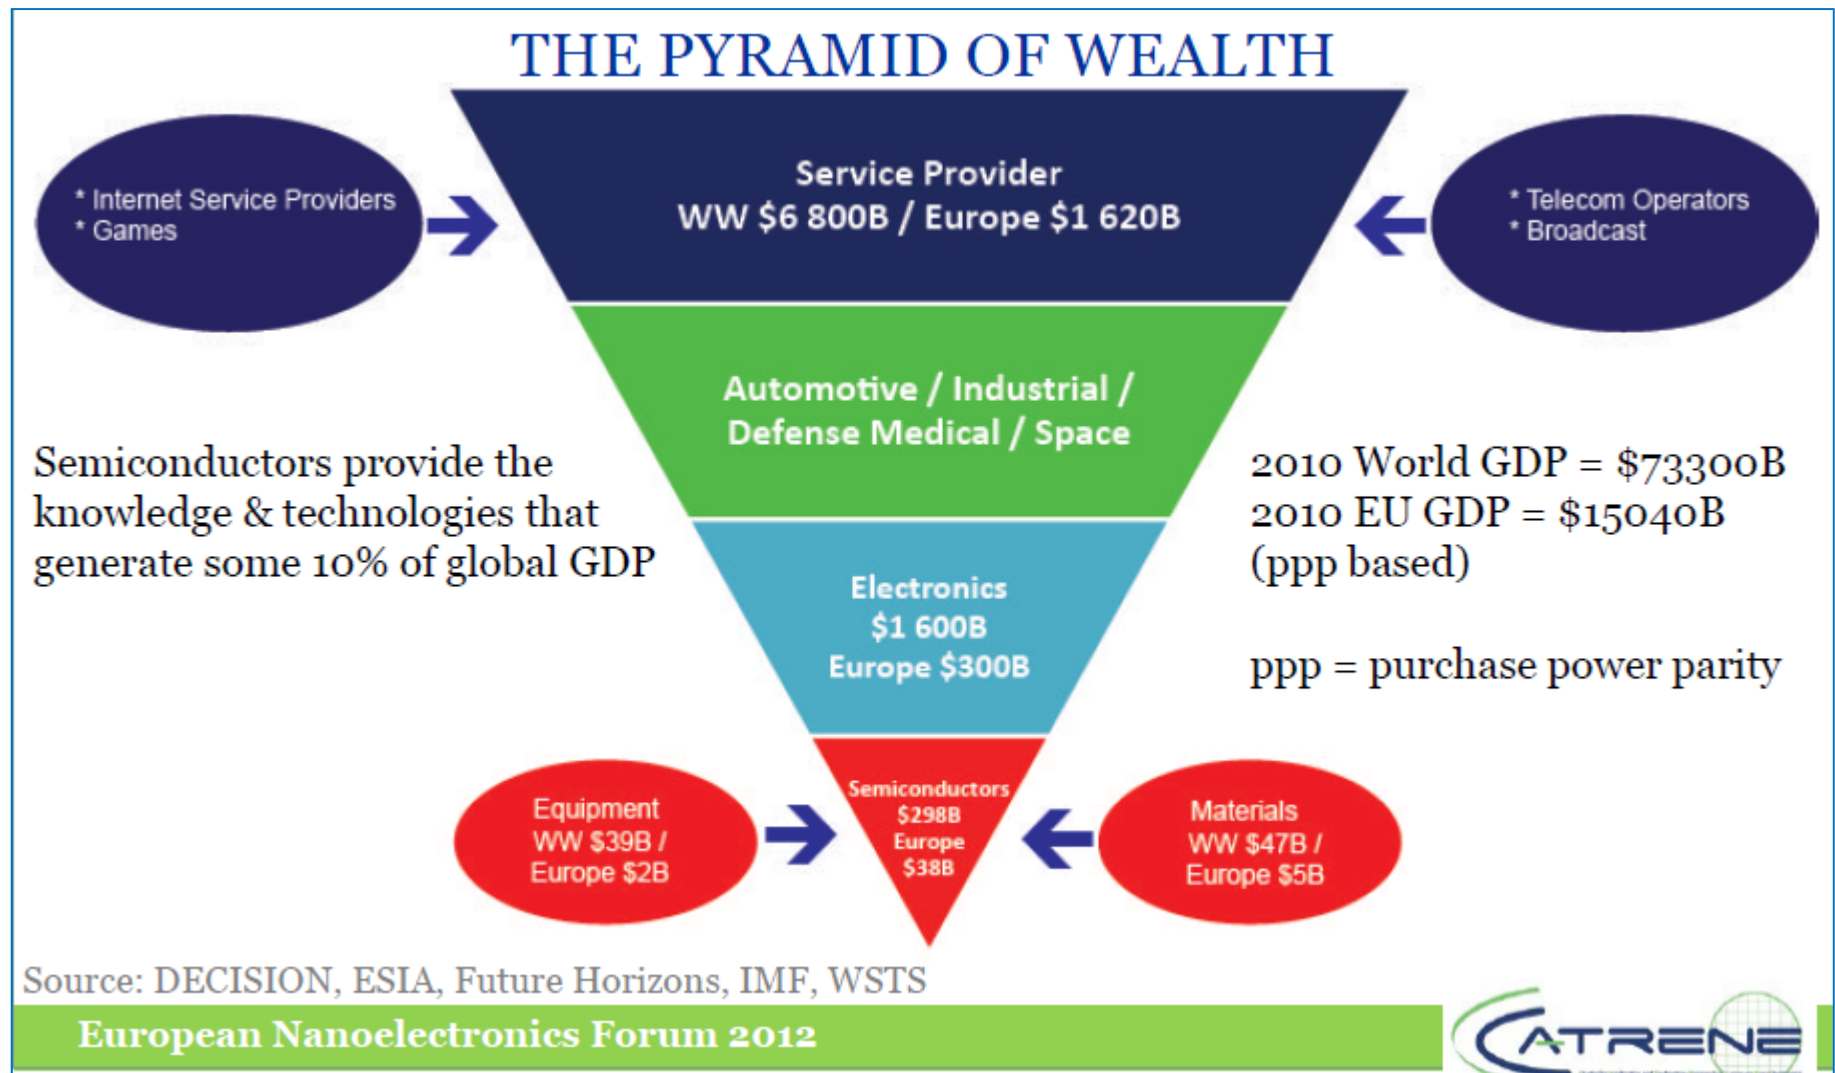 THE PYRAMID OF WEALTH
* Internet Service Providers
* Games
Service Provider
WW $6 800B / Europe $1 620B
* Telecom Operators
* Broadcast
Automotive / Industrial /
Defense Medical / Space
Semiconductors provide the
knowledge & technologies that
generate some 10% of global GDP
2010 World GDP = $73300B
2010 EU GDP = $15040B
(ppp based)
ppp = purchase power parity
Electronics
$1 600B
Europe $300B
Equipment
WW $39B /
Europe $2B
Semiconductors
$298B
Europe
$38B
Materials
WW $47B /
Europe $5B
Source: DECISION, ESIA, Future Horizons, IMF, WSTS
European Nanoelectronics Forum 2012
CATRENE